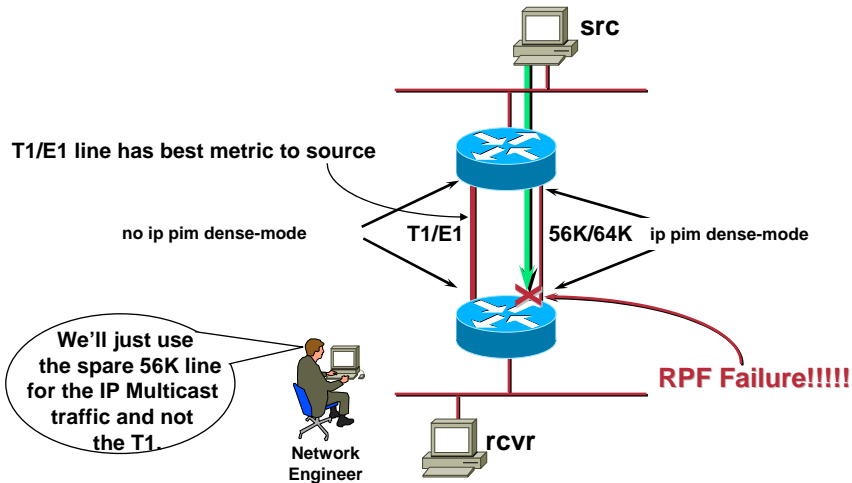 src
T1/E1 line has best metric to source
no ip pim dense-mode
T1/E1
56K/64K
ip pim dense-mode
We’ll just use
the spare 56K line
for the IP Multicast
traffic and not
the T1.
RPF Failure!!!!!
rcvr
Network
Engineer